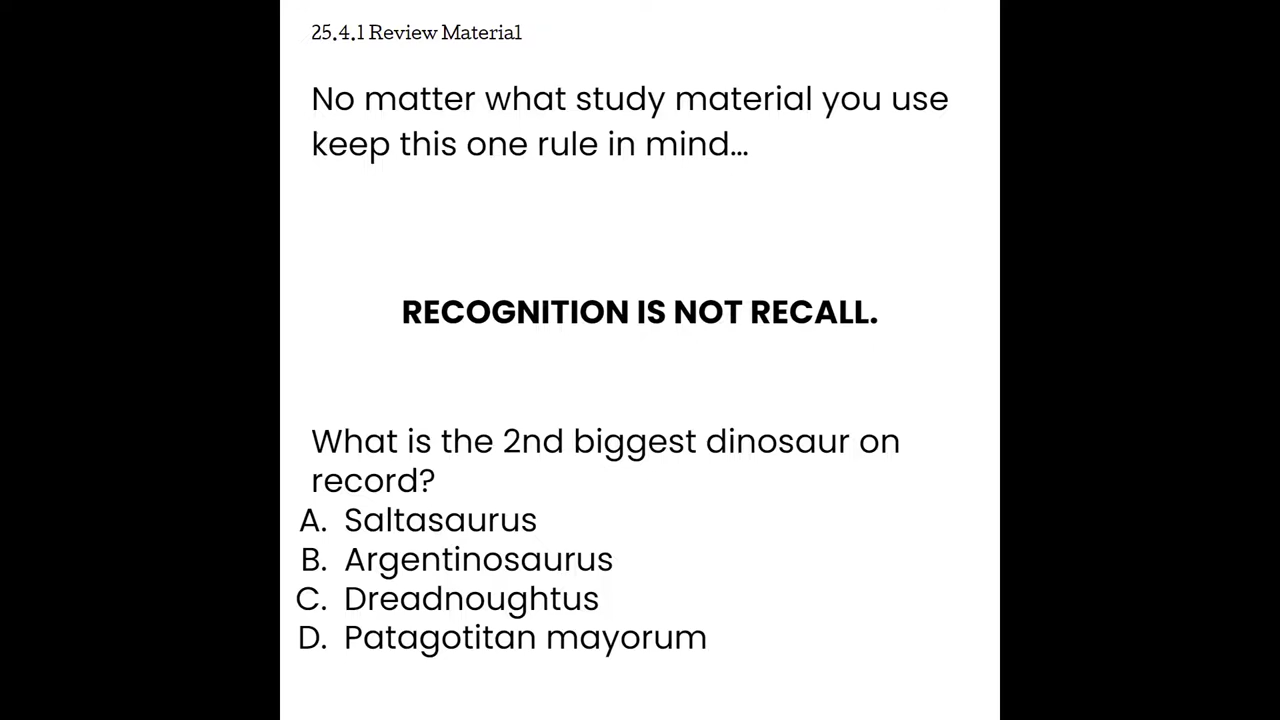 25.4.1 Review Material
No matter what study material you use
keep this one rule in mind...
RECOGNITION IS NOT RECALL.
What is the 2nd biggest dinosaur on
record?
A. Saltasaurus
B. Argentinosaurus
C. Dreadnoughtus
D. Patagotitan mayorum